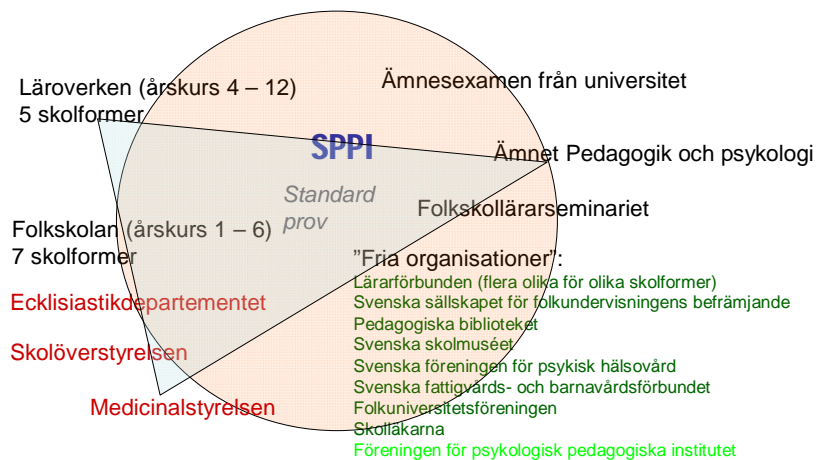 Läroverken (årskurs 4 – 12)
5 skolformer
Ämnesexamen från universitet
SPPI
Ämnet Pedagogik och psykologi
Standard
prov
Folkskollärarseminariet
Folkskolan (årskurs 1 – 6)
7 skolformer
”Fria organisationer”:
Lärarförbunden (flera olika för olika skolformer)
Svenska sällskapet för folkundervisningens befrämjande
Pedagogiska biblioteket
Svenska skolmuséet
Svenska föreningen för psykisk hälsovård
Svenska fattigvårds- och barnavårdsförbundet
Folkuniversitetsföreningen
Skolläkarna
Föreningen för psykologisk pedagogiska institutet
Ecklisiastikdepartementet
Skolöverstyrelsen
Medicinalstyrelsen